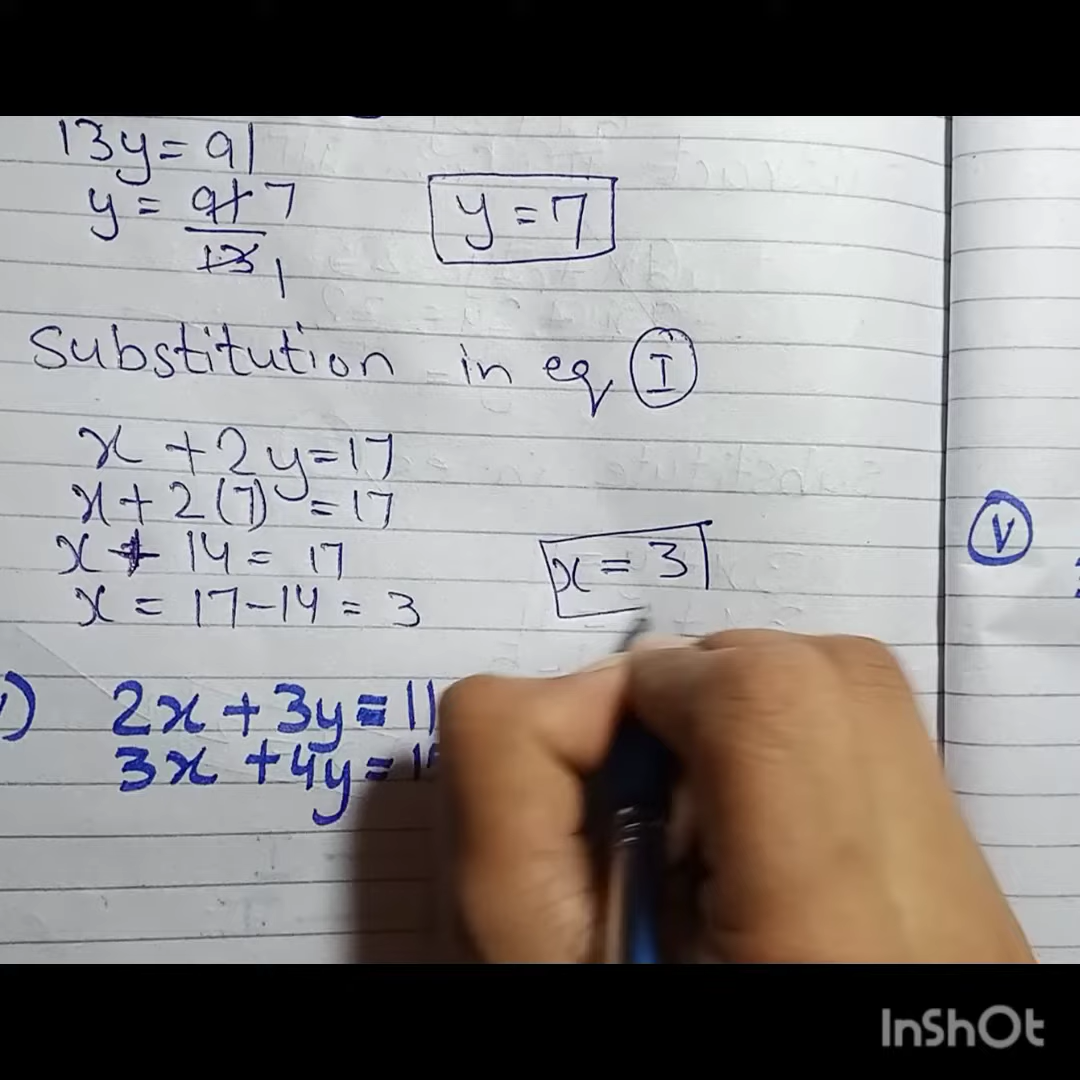 13y = 91
y = 91 7
13 1
y = 7
Substitution in eq I
x + 2y = 17
x + 2(7) = 17
x + 14 = 17
x = 17 - 14 = 3
x = 3
V
) 2x + 3y = 11
3x + 4y =
InShOt